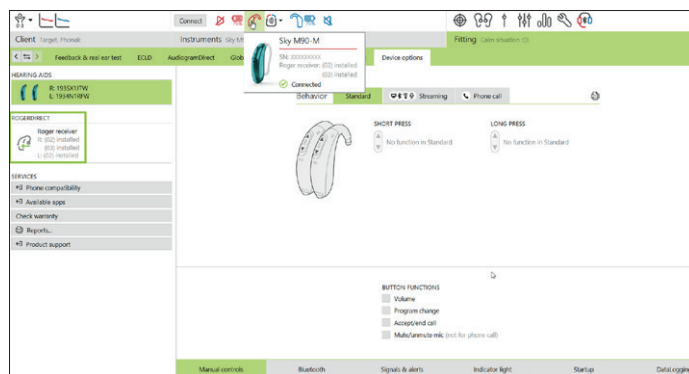 Connect
Client Target, Phonak
Instruments Sky M
Fitting Calm situation
Feedback & real ear test
ECLD
AudiogramDirect
Device options
Sky M90-M
SN: XXXXXXXXX
Roger receiver: (02) installed
(03) installed
Connected
HEARING AIDS
ROGERDIRECT
Roger receiver
R: (02) installed
(03) installed
L: (02) installed
SERVICES
Phone compatibility
Available apps
Check warranty
Reports...
Product support
Behavior
Standard
Streaming
Phone call
SHORT PRESS
No function in Standard
LONG PRESS
No function in Standard
BUTTON FUNCTIONS
Volume
Program change
Accept/end call
Mute/unmute mic (not for phone call)
Manual controls
Bluetooth
Signals & alerts
Indicator light
Startup
DataLogging